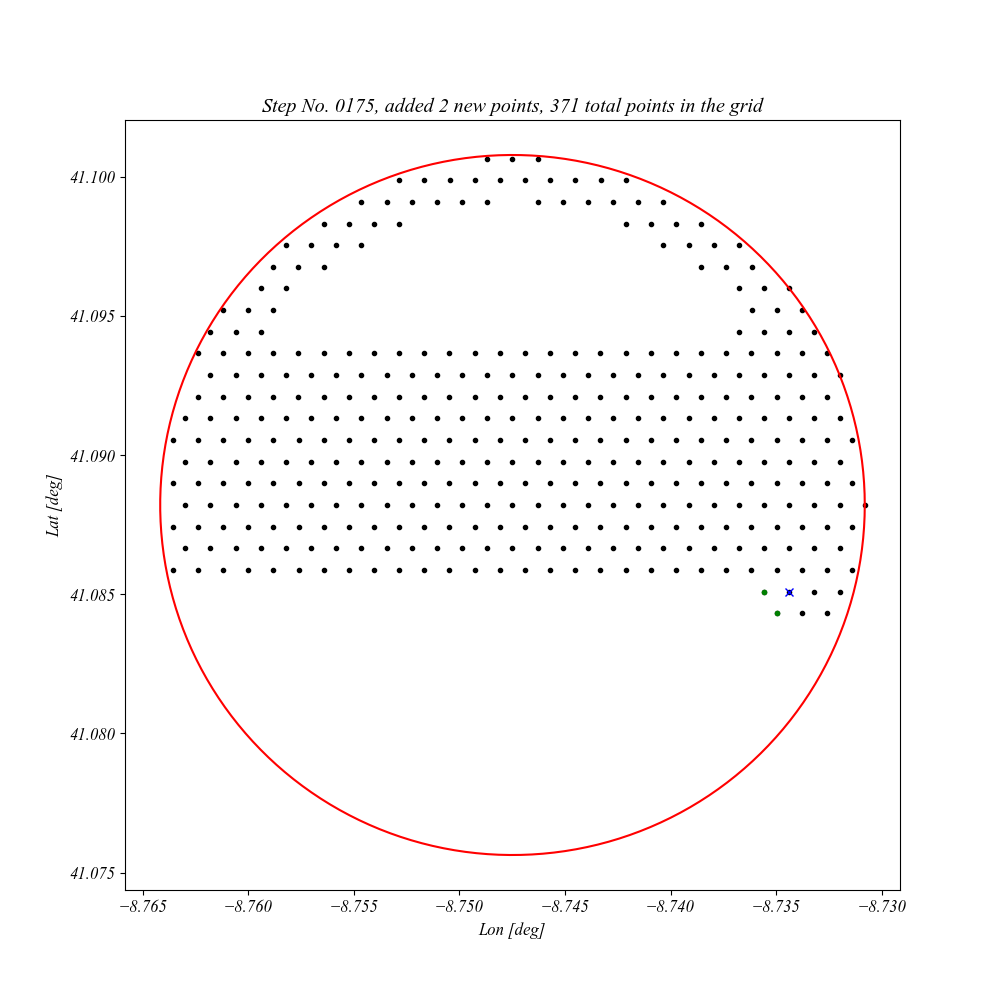 Step No. 0175, added 2 new points, 371 total points in the grid
41.100
41.095
41.090
41.085
41.080
41.075
Lat [deg]
−8.765 −8.760 −8.755 −8.750 −8.745 −8.740 −8.735 −8.730
Lon [deg]